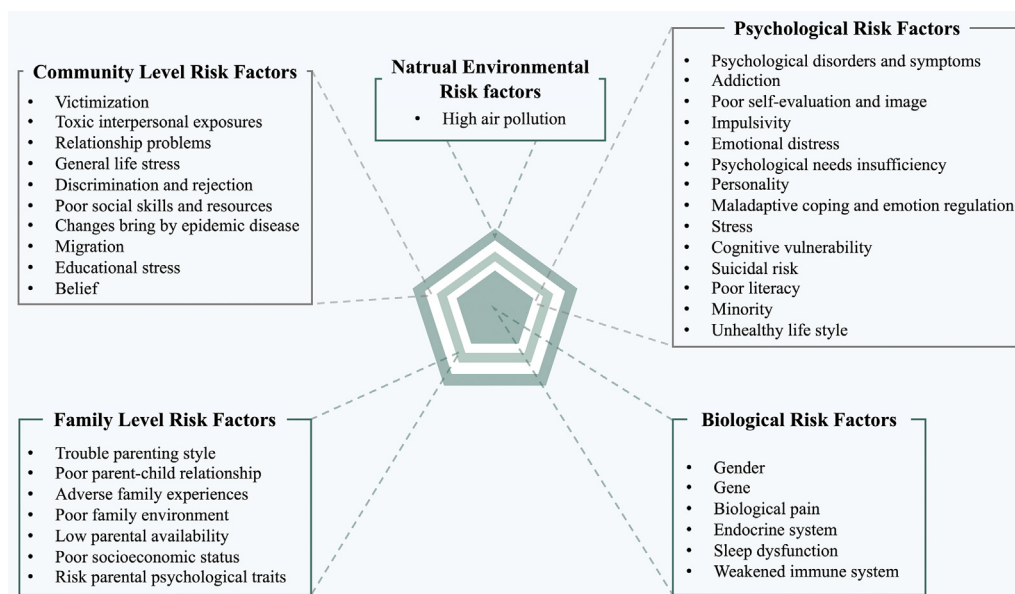 Community Level Risk Factors
• Victimization
• Toxic interpersonal exposures
• Relationship problems
• General life stress
• Discrimination and rejection
• Poor social skills and resources
• Changes bring by epidemic disease
• Migration
• Educational stress
• Belief
Natrual Environmental
Risk factors
• High air pollution
Psychological Risk Factors
• Psychological disorders and symptoms
• Addiction
• Poor self-evaluation and image
• Impulsivity
• Emotional distress
• Psychological needs insufficiency
• Personality
• Maladaptive coping and emotion regulation
• Stress
• Cognitive vulnerability
• Suicidal risk
• Poor literacy
• Minority
• Unhealthy life style
Family Level Risk Factors
• Trouble parenting style
• Poor parent-child relationship
• Adverse family experiences
• Poor family environment
• Low parental availability
• Poor socioeconomic status
• Risk parental psychological traits
Biological Risk Factors
• Gender
• Gene
• Biological pain
• Endocrine system
• Sleep dysfunction
• Weakened immune system